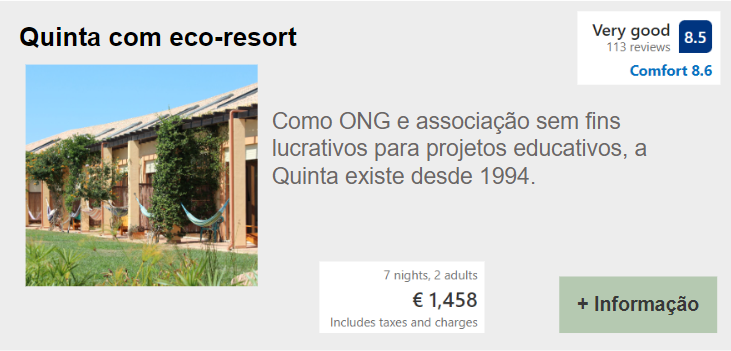 Quinta com eco-resort
Very good 8.5
113 reviews
Comfort 8.6
Como ONG e associação sem fins
lucrativos para projetos educativos, a
Quinta existe desde 1994.
7 nights, 2 adults
€ 1,458
Includes taxes and charges
+ Informação